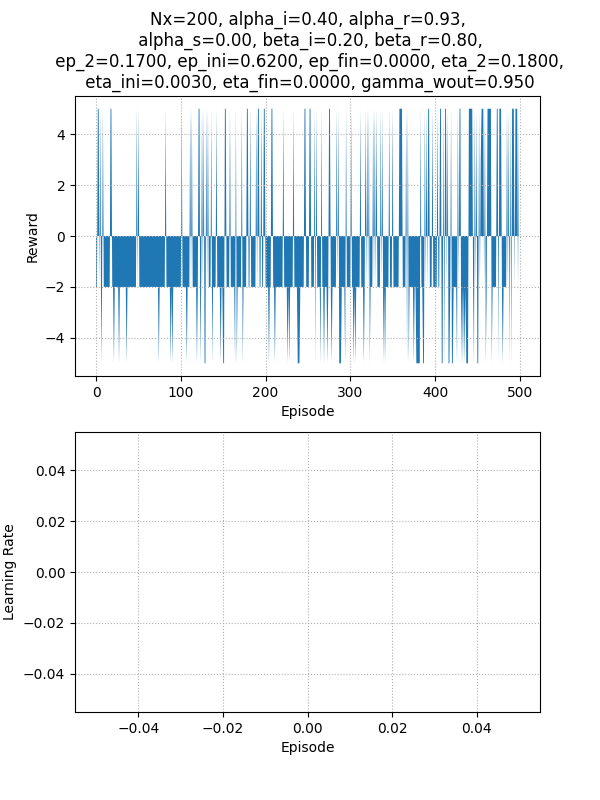 Nx=200, alpha_i=0.40, alpha_r=0.93,
alpha_s=0.00, beta_i=0.20, beta_r=0.80,
ep_2=0.1700, ep_ini=0.6200, ep_fin=0.0000, eta_2=0.1800,
eta_ini=0.0030, eta_fin=0.0000, gamma_wout=0.950
4
2
0
−2
−4
Reward
0 100 200 300 400 500
Episode
0.04
0.02
0.00
−0.02
−0.04
Learning Rate
−0.04 −0.02 0.00 0.02 0.04
Episode